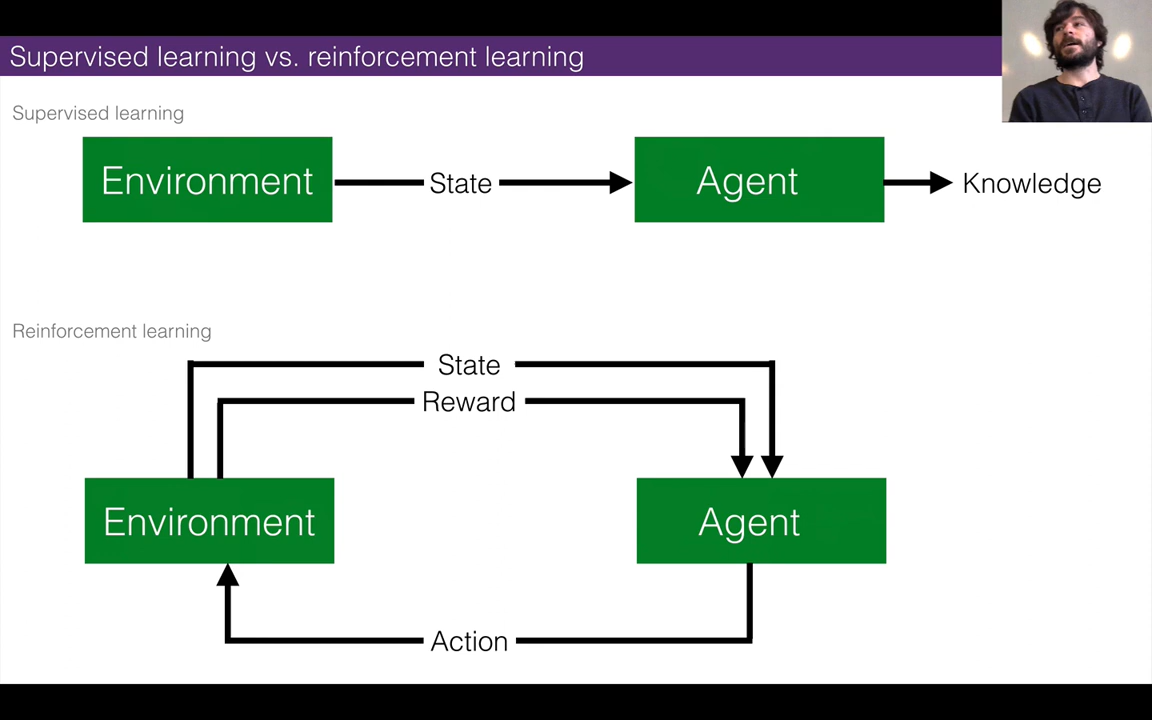 Supervised learning vs. reinforcement learning
Supervised learning
Environment
State
Agent
Knowledge
Reinforcement learning
State
Reward
Environment
Agent
Action